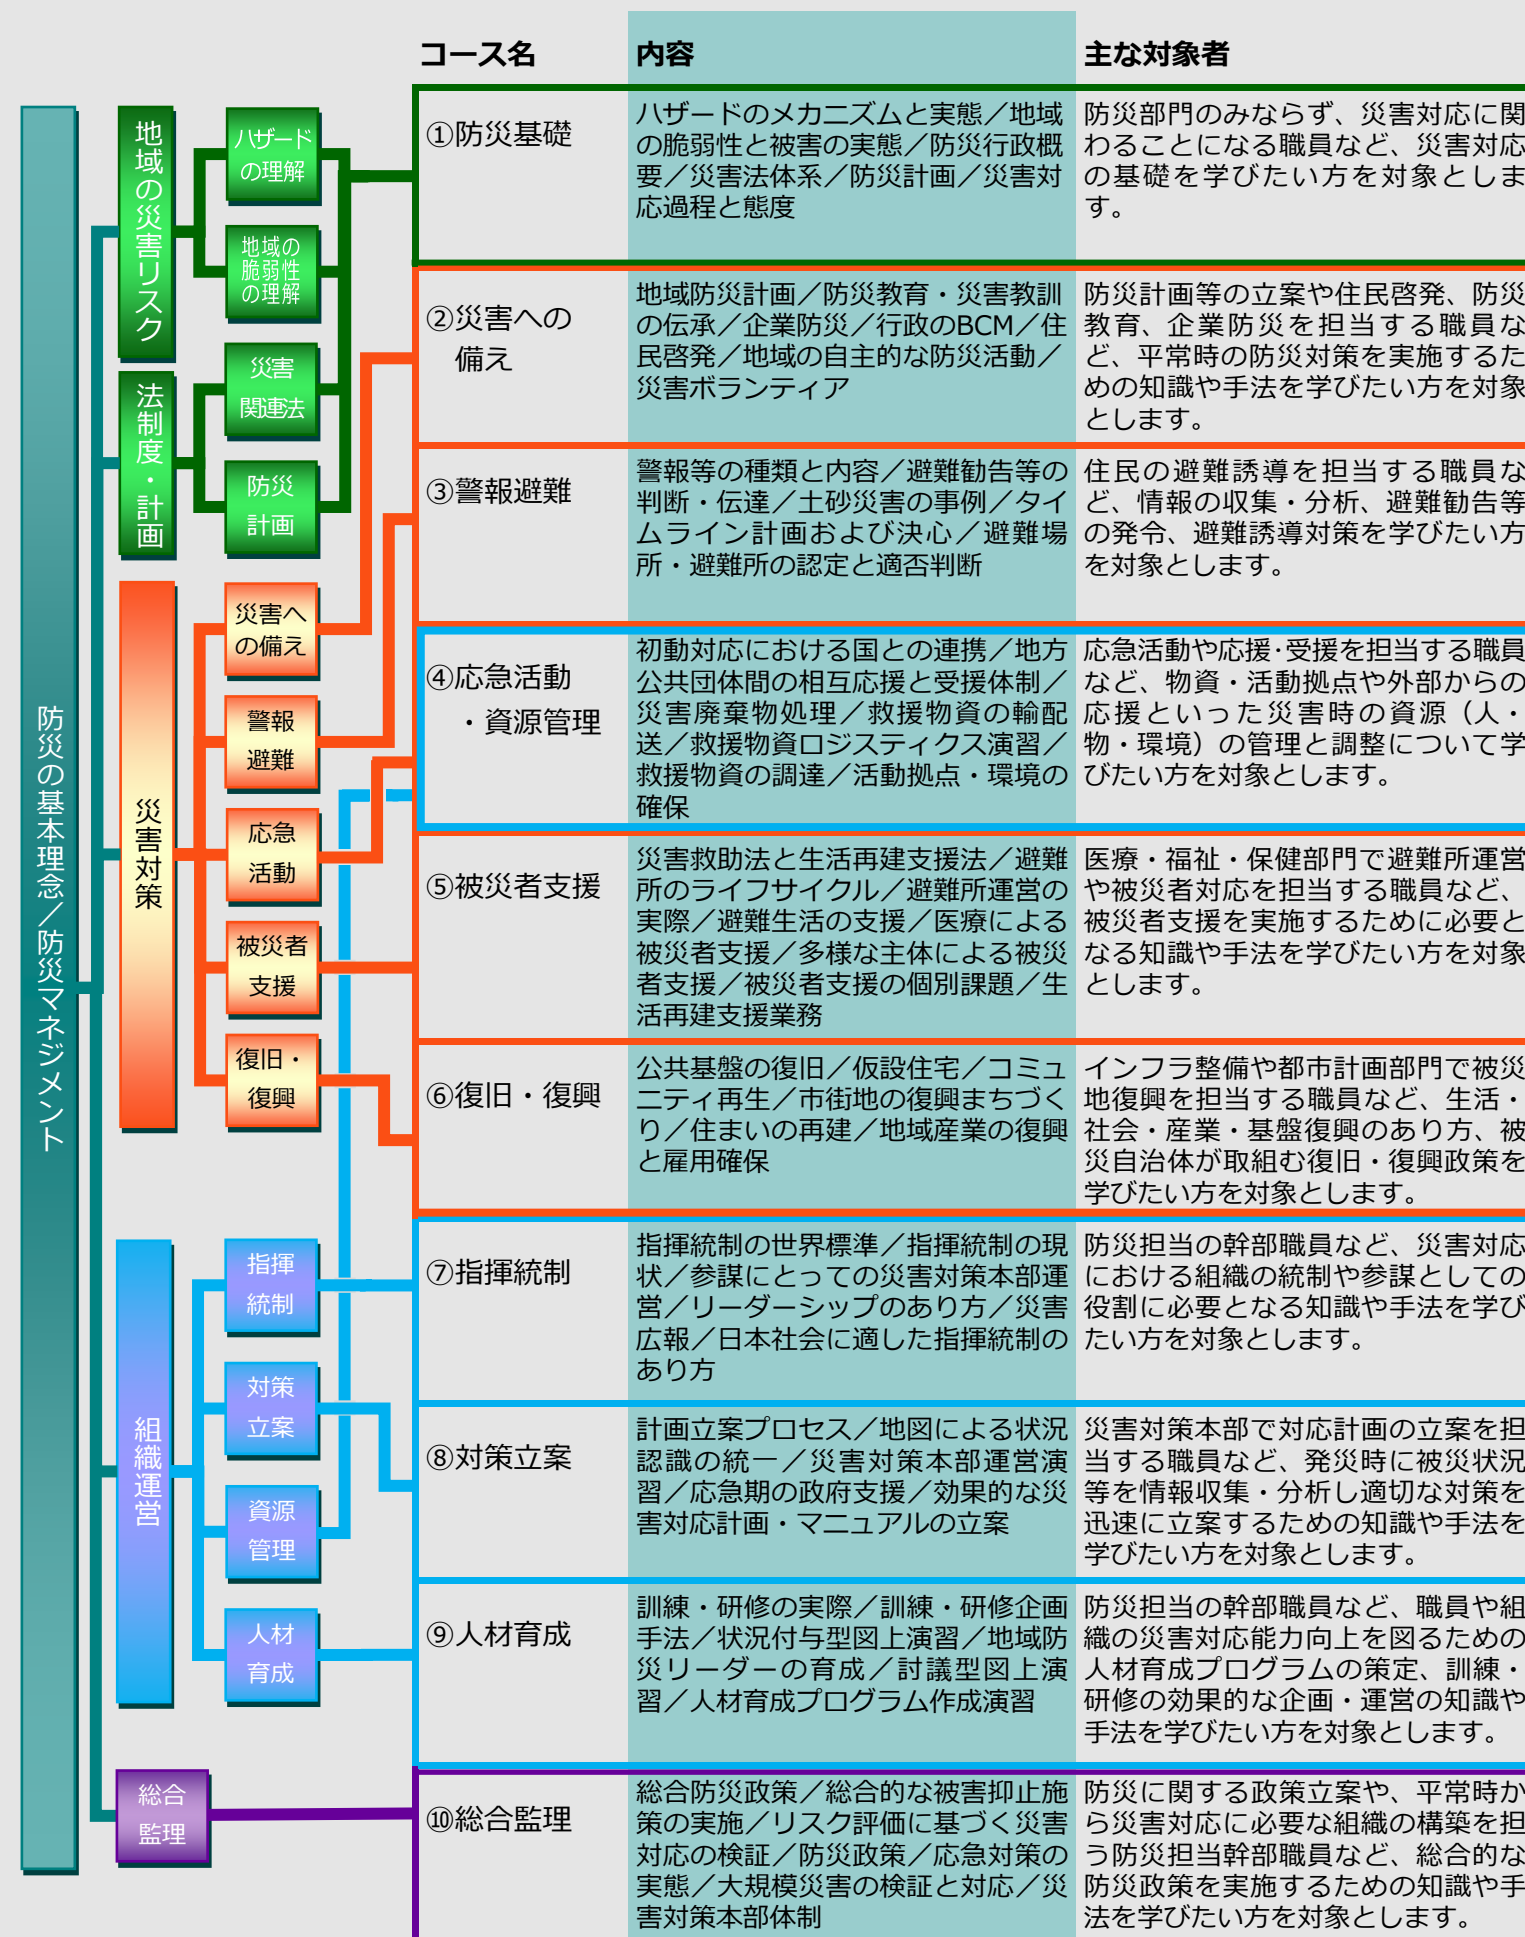 コース名
内容
主な対象者
防災の基本理念／防災マネジメント
地域の災害リスク
ハザード
の理解
地域の
脆弱性
の理解
法制度・計画
災害
関連法
防災
計画
災害対策
災害へ
の備え
警報
避難
応急
活動
被災者
支援
復旧・
復興
組織運営
指揮
統制
対策
立案
資源
管理
人材
育成
総合
監理
①防災基礎
ハザードのメカニズムと実態／地域
の脆弱性と被害の実態／防災行政概
要／災害法体系／防災計画／災害対
応過程と態度
防災部門のみならず、災害対応に関
わることになる職員など、災害対応
の基礎を学びたい方を対象としま
す。
②災害への
備え
地域防災計画／防災教育・災害教訓
の伝承／企業防災／行政のBCM／住
民啓発／地域の自主的な防災活動／
災害ボランティア
防災計画等の立案や住民啓発、防災
教育、企業防災を担当する職員な
ど、平常時の防災対策を実施するた
めの知識や手法を学びたい方を対象
とします。
③警報避難
警報等の種類と内容／避難勧告等の
判断・伝達／土砂災害の事例／タイ
ムライン計画および決心／避難場
所・避難所の認定と適否判断
住民の避難誘導を担当する職員な
ど、情報の収集・分析、避難勧告等
の発令、避難誘導対策を学びたい方
を対象とします。
④応急活動
・資源管理
初動対応における国との連携／地方
公共団体間の相互応援と受援体制／
災害廃棄物処理／救援物資の輸配
送／救援物資ロジスティクス演習／
救援物資の調達／活動拠点・環境の
確保
応急活動や応援･受援を担当する職員
など、物資・活動拠点や外部からの
応援といった災害時の資源（人・
物・環境）の管理と調整について学
びたい方を対象とします。
⑤被災者支援
災害救助法と生活再建支援法／避難
所のライフサイクル／避難所運営の
実際／避難生活の支援／医療による
被災者支援／多様な主体による被災
者支援／被災者支援の個別課題／生
活再建支援業務
医療・福祉・保健部門で避難所運営
や被災者対応を担当する職員など、
被災者支援を実施するために必要と
なる知識や手法を学びたい方を対象
とします。
⑥復旧・復興
公共基盤の復旧／仮設住宅／コミュ
ニティ再生／市街地の復興まちづく
り／住まいの再建／地域産業の復興
と雇用確保
インフラ整備や都市計画部門で被災
地復興を担当する職員など、生活・
社会・産業・基盤復興のあり方、被
災自治体が取組む復旧・復興政策を
学びたい方を対象とします。
⑦指揮統制
指揮統制の世界標準／指揮統制の現
状／参謀にとっての災害対策本部運
営／リーダーシップのあり方／災害
広報／日本社会に適した指揮統制の
あり方
防災担当の幹部職員など、災害対応
における組織の統制や参謀としての
役割に必要となる知識や手法を学び
たい方を対象とします。
⑧対策立案
計画立案プロセス／地図による状況
認識の統一／災害対策本部運営演
習／応急期の政府支援／効果的な災
害対応計画・マニュアルの立案
災害対策本部で対応計画の立案を担
当する職員など、発災時に被災状況
等を情報収集・分析し適切な対策を
迅速に立案するための知識や手法を
学びたい方を対象とします。
⑨人材育成
訓練・研修の実際／訓練・研修企画
手法／状況付与型図上演習／地域防
災リーダーの育成／討議型図上演
習／人材育成プログラム作成演習
防災担当の幹部職員など、職員や組
織の災害対応能力向上を図るための
人材育成プログラムの策定、訓練・
研修の効果的な企画・運営の知識や
手法を学びたい方を対象とします。
⑩総合監理
総合防災政策／総合的な被害抑止施
策の実施／リスク評価に基づく災害
対応の検証／防災政策／応急対策の
実態／大規模災害の検証と対応／災
害対策本部体制
防災に関する政策立案や、平常時か
ら災害対応に必要な組織の構築を担
う防災担当幹部職員など、総合的な
防災政策を実施するための知識や手
法を学びたい方を対象とします。